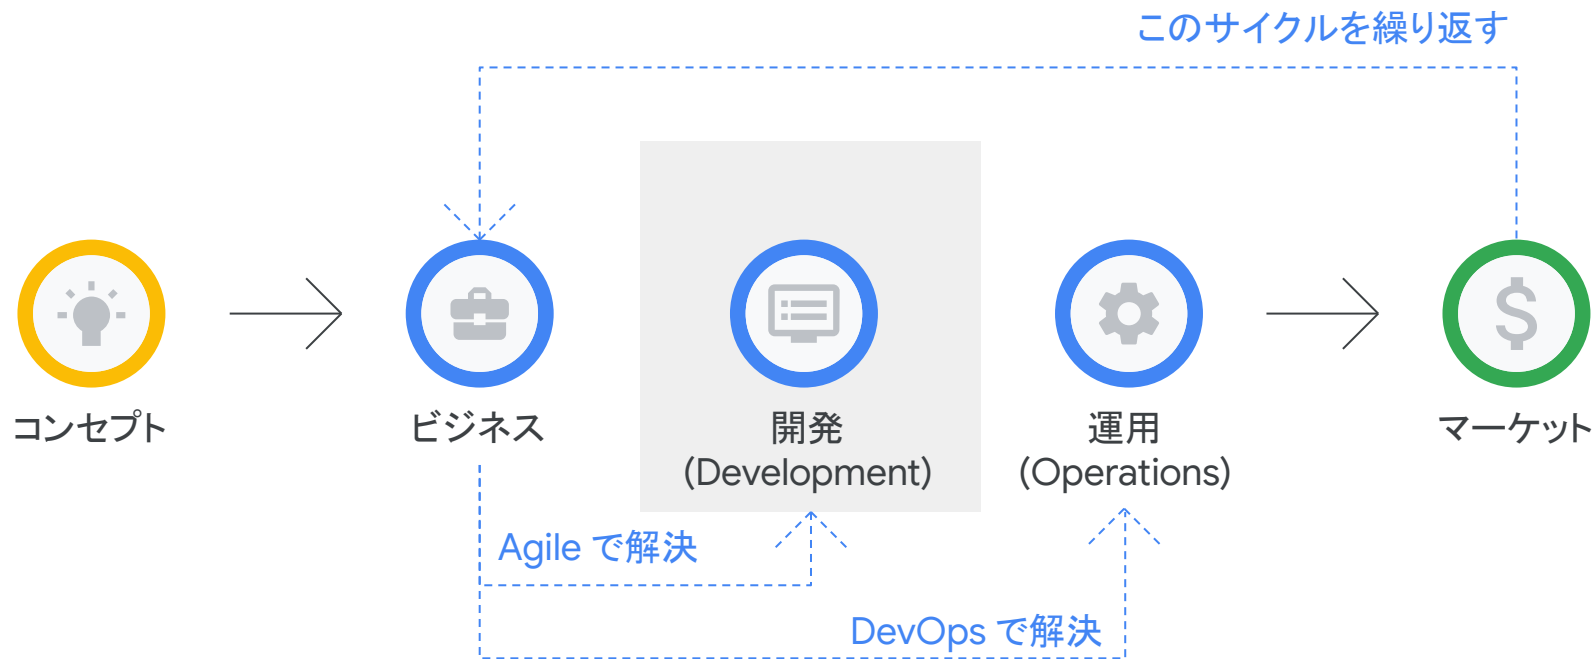 このサイクルを繰り返す
コンセプト
ビジネス
開発
(Development)
運用
(Operations)
マーケット
Agile で解決
DevOps で解決